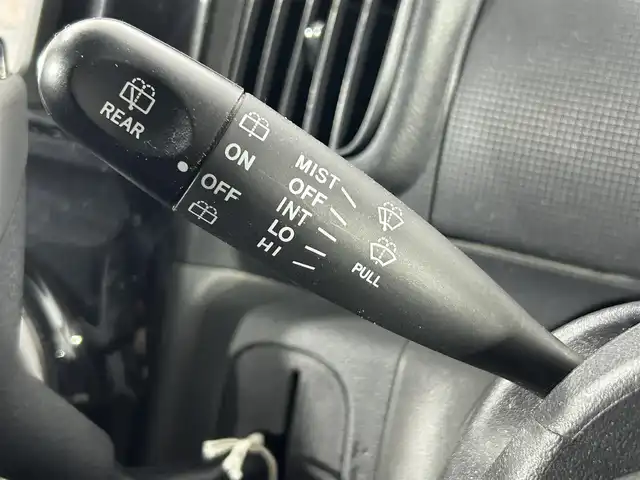 REAR
ON
OFF
MIST
OFF
INT
LO
HI
PULL